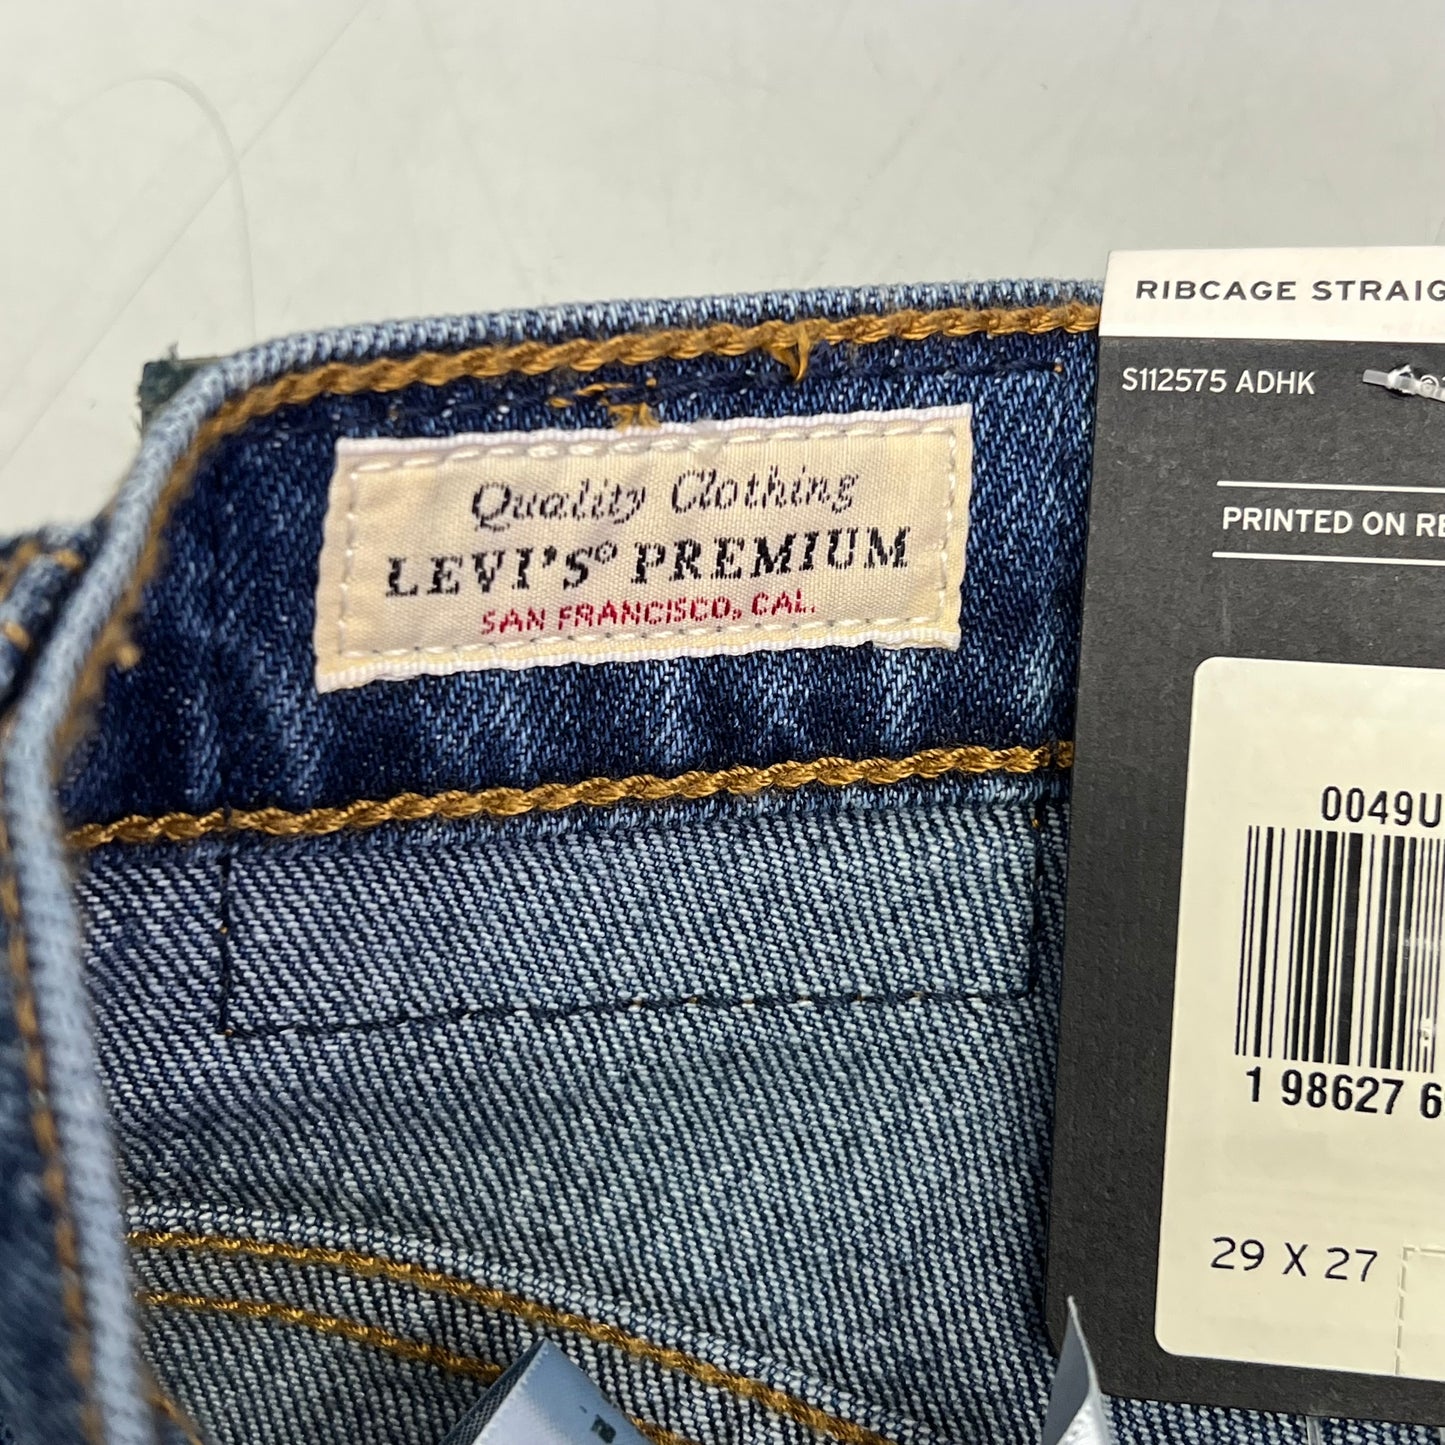 Quality Clothing
LEVI'S® PREMIUM
SAN FRANCISCO, CAL.
RIBCAGE STRAIG
S112575 ADHK
PRINTED ON RE
0049U
1 98627 6
29 X 27